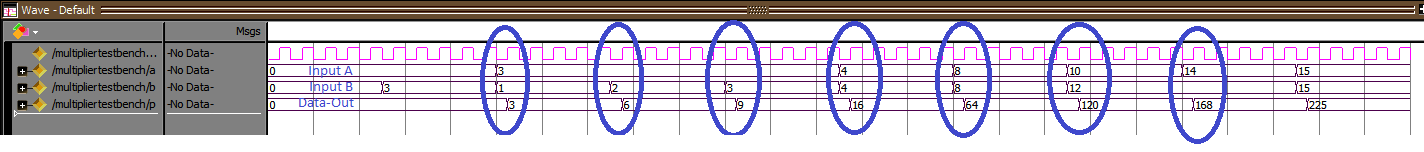 Wave - Default
Msgs
/multipliertestbench... -No Data-
/multipliertestbench/a -No Data- 0 Input A 3 4 8 10 14 15
/multipliertestbench/b -No Data- 0 Input B 3 1 2 3 4 8 12 15
/multipliertestbench/p -No Data- 0 Data-Out 3 6 9 16 64 120 168 225